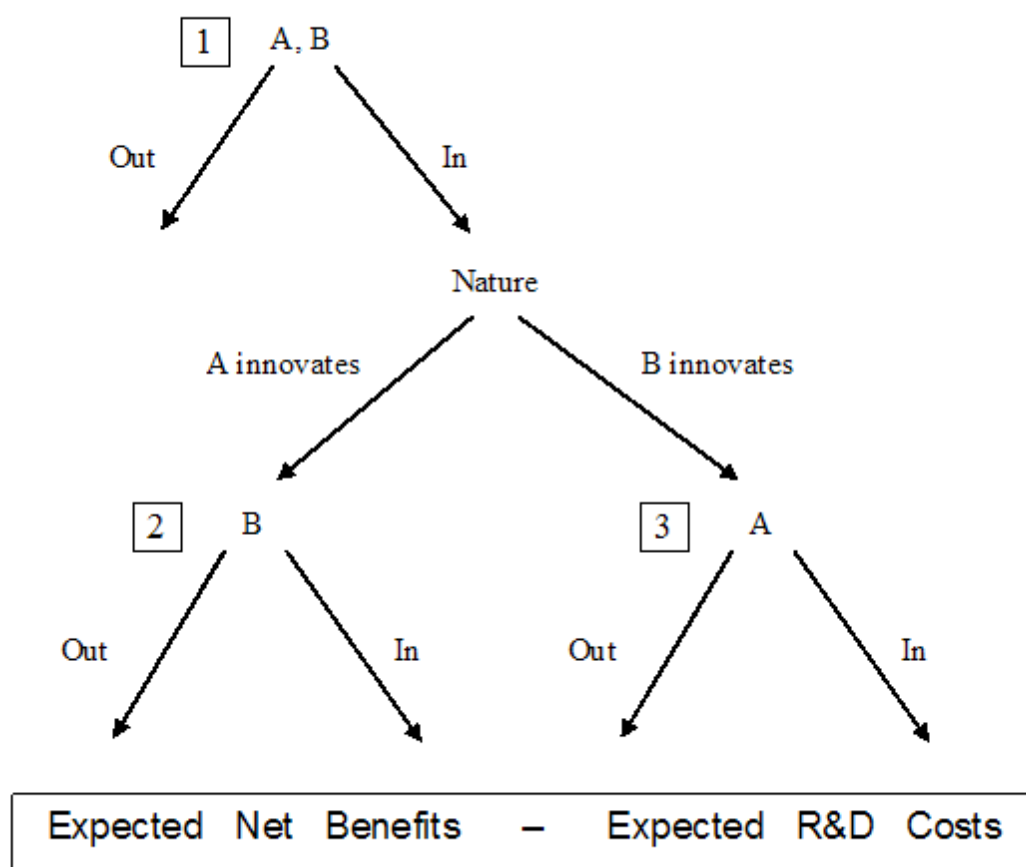 1 A, B
Out In
Nature
A innovates B innovates
2 B 3 A
Out In Out In
Expected Net Benefits – Expected R&D Costs